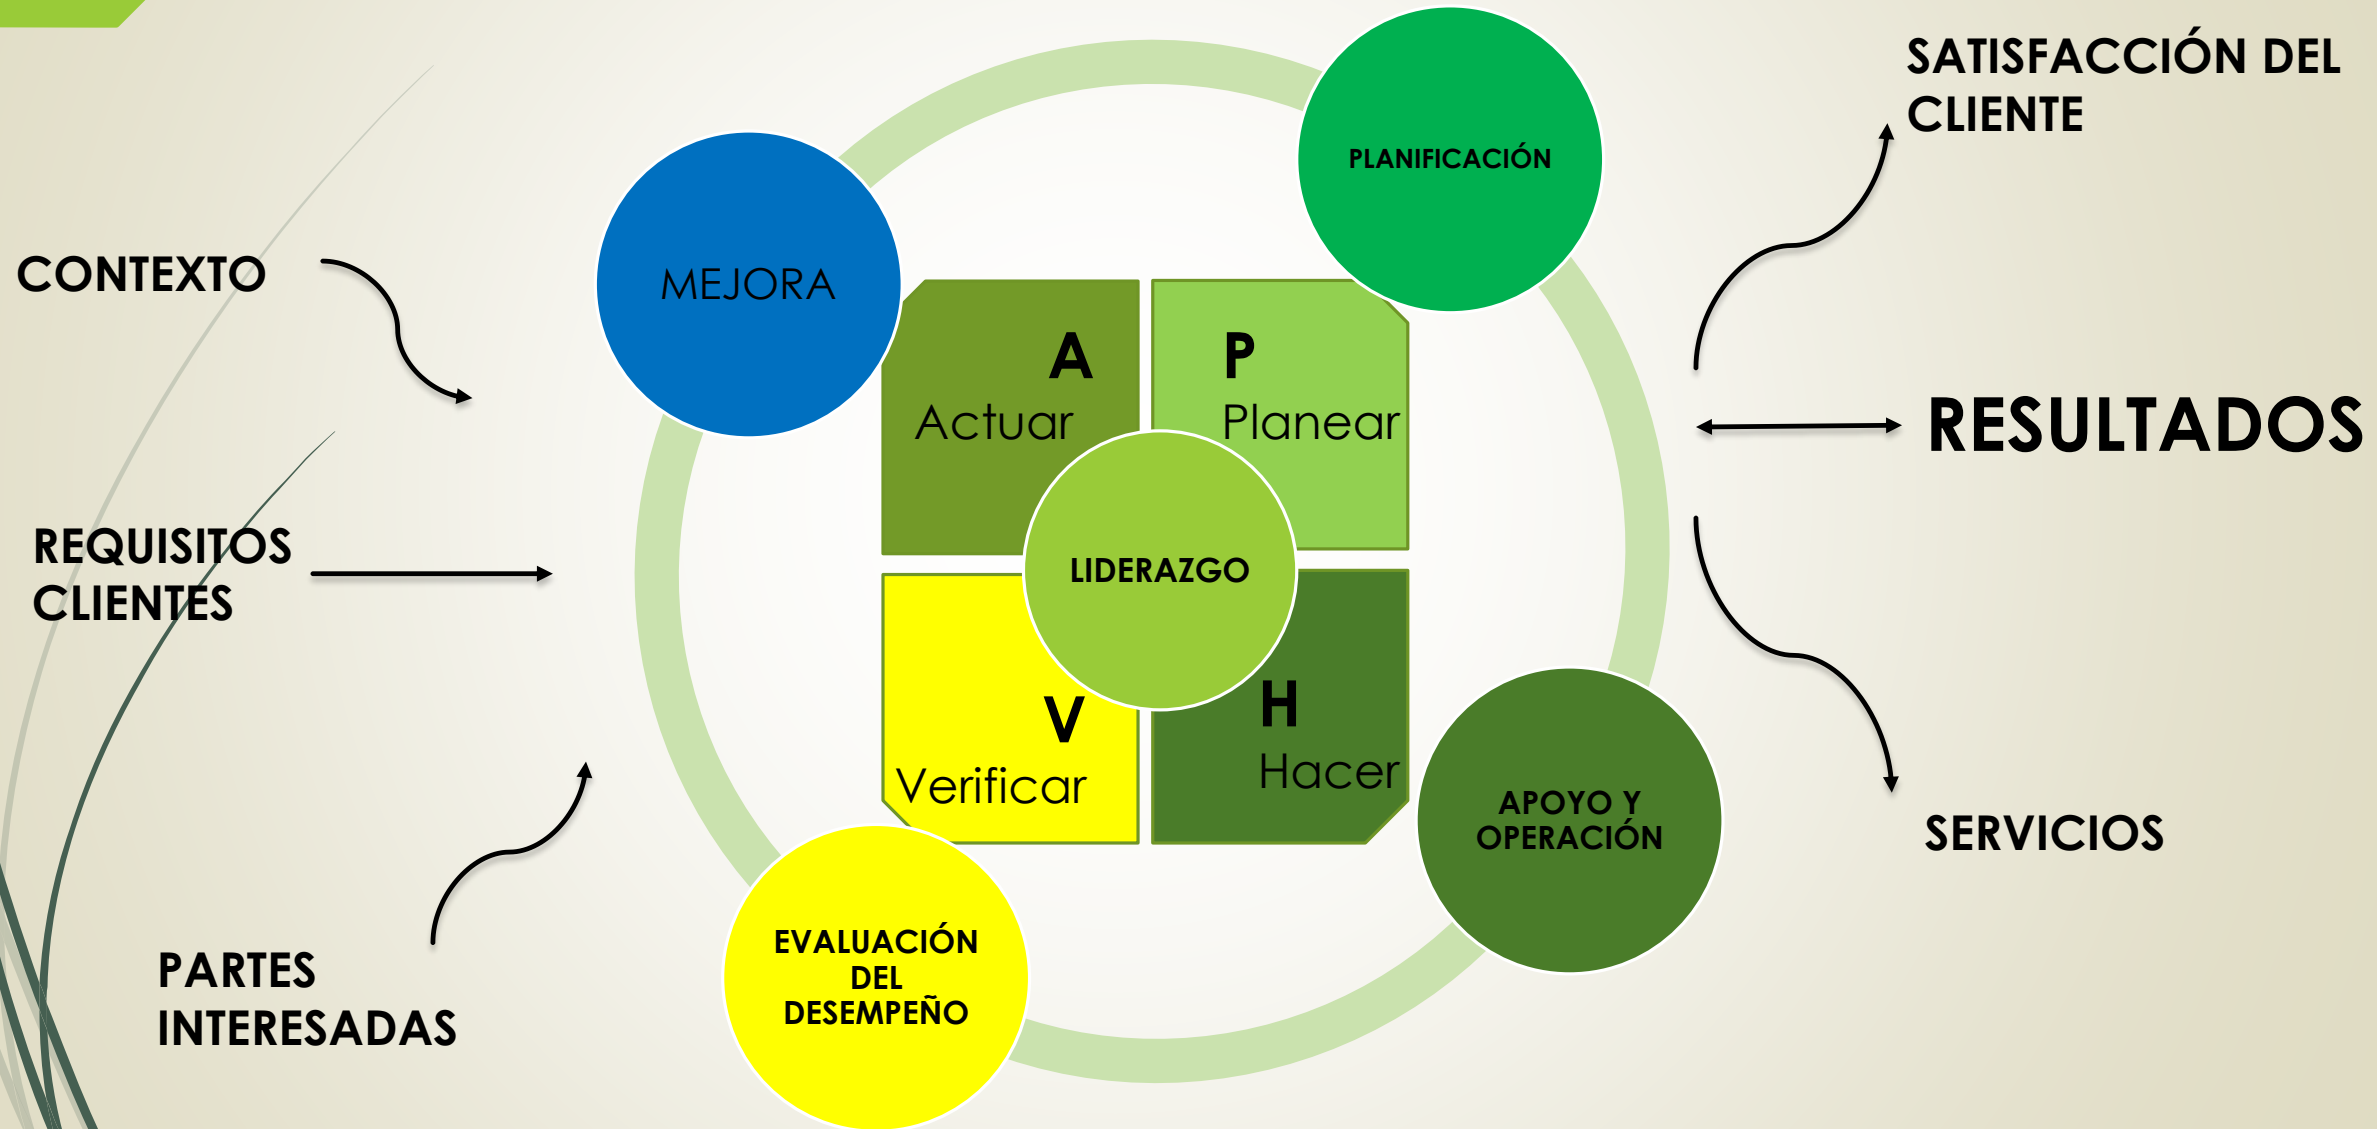 CONTEXTO
REQUISITOS
CLIENTES
PARTES
INTERESADAS
MEJORA
PLANIFICACIÓN
A
Actuar
P
Planear
LIDERAZGO
V
Verificar
H
Hacer
EVALUACIÓN
DEL
DESEMPEÑO
APOYO Y
OPERACIÓN
SATISFACCIÓN DEL
CLIENTE
RESULTADOS
SERVICIOS